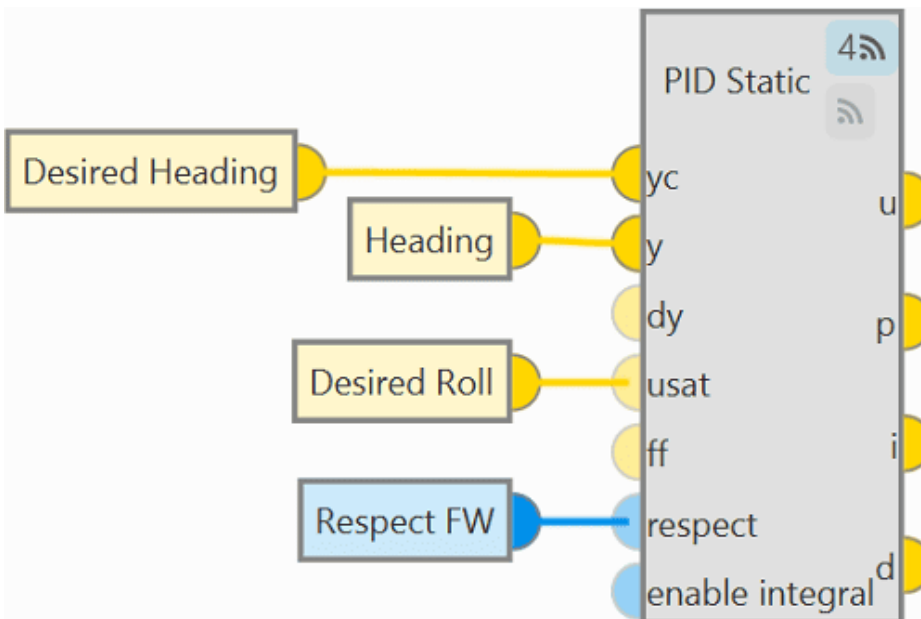 4
PID Static
Desired Heading
yc
u
Heading
y
dy
p
Desired Roll
usat
ff
i
Respect FW
respect
d
enable integral